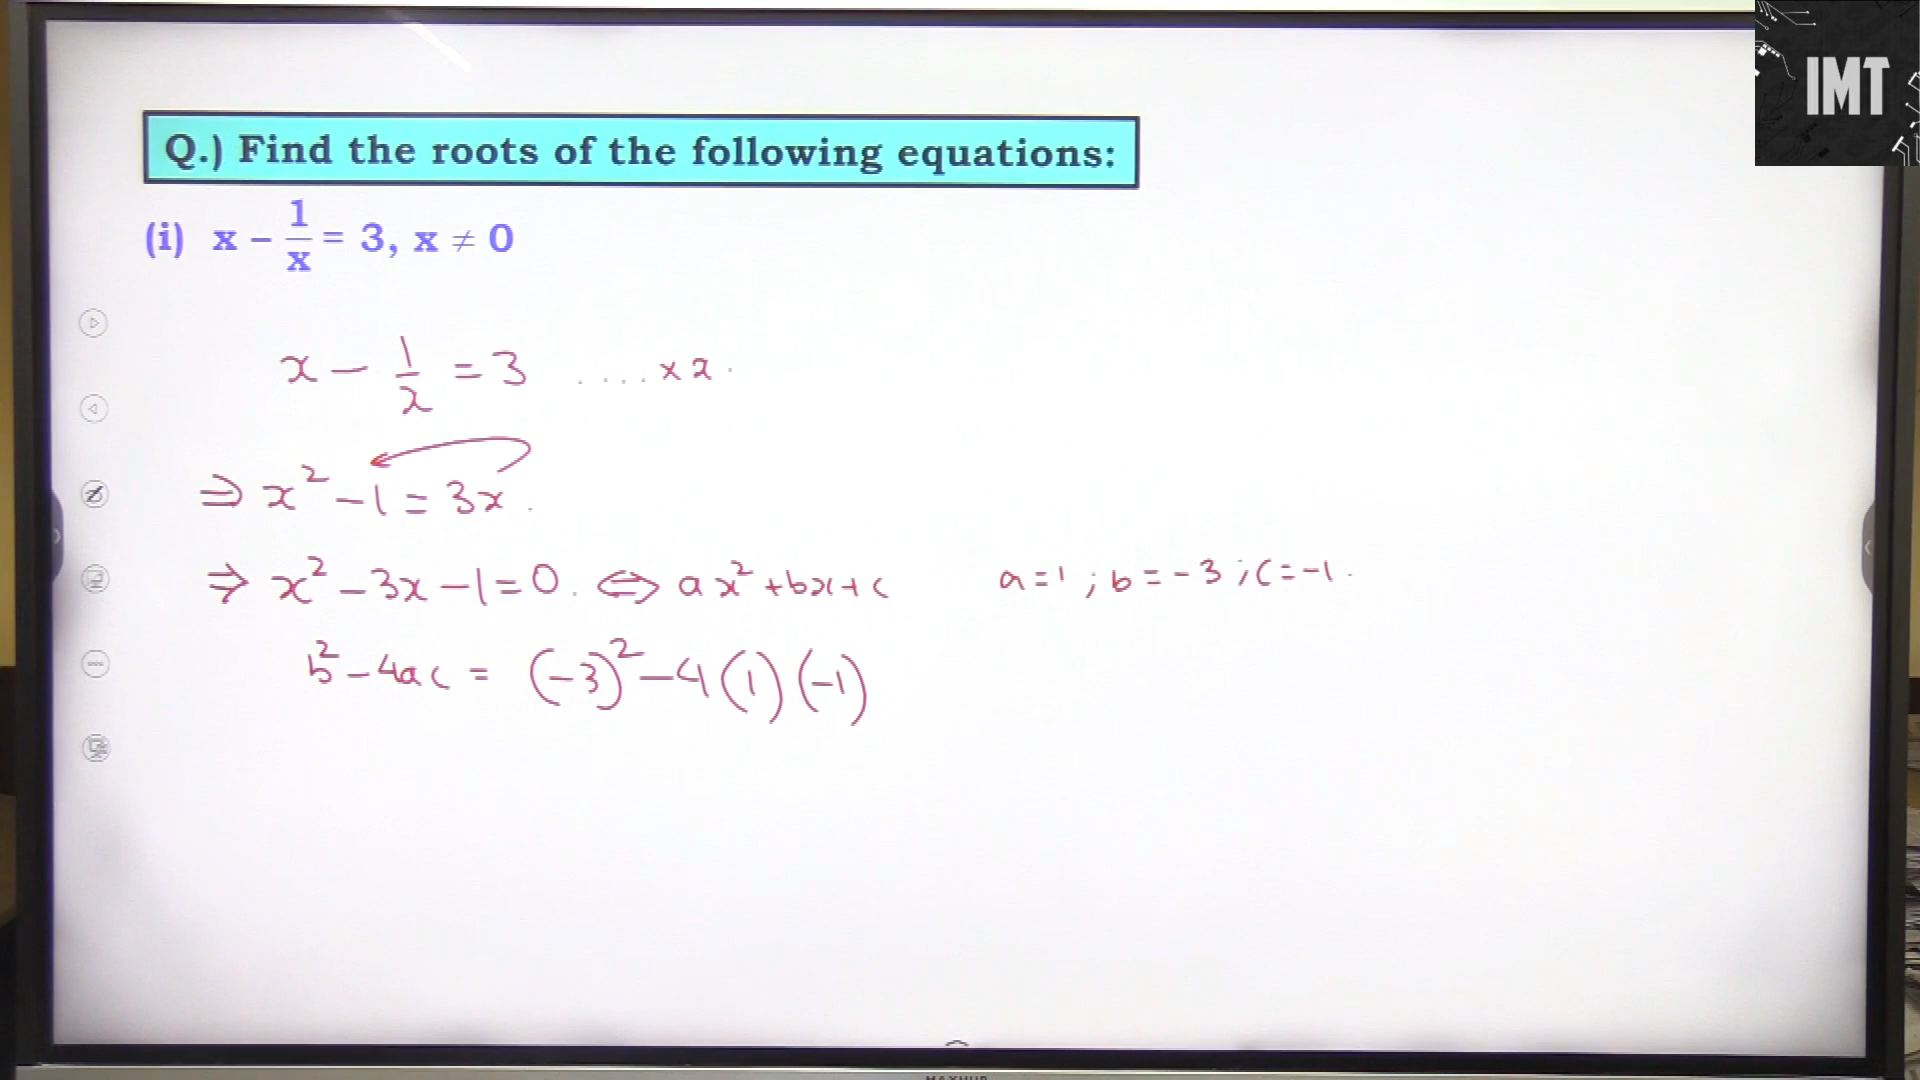 IMT
Q.) Find the roots of the following equations:
(i) x - 1/x = 3, x ≠ 0
x - 1/x = 3 .... × x.
⇒ x² - 1 = 3x.
⇒ x² - 3x - 1 = 0. ⇔ ax² + bx + c a = 1 ; b = -3 ; c = -1.
b² - 4ac = (-3)² - 4(1)(-1)
MAXHUB